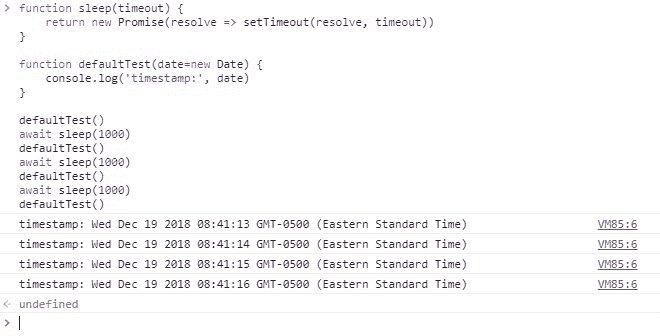 function sleep(timeout) {
    return new Promise(resolve => setTimeout(resolve, timeout))
}

function defaultTest(date=new Date) {
    console.log('timestamp:', date)
}

defaultTest()
await sleep(1000)
defaultTest()
await sleep(1000)
defaultTest()
await sleep(1000)
defaultTest()
timestamp: Wed Dec 19 2018 08:41:13 GMT-0500 (Eastern Standard Time) VM85:6
timestamp: Wed Dec 19 2018 08:41:14 GMT-0500 (Eastern Standard Time) VM85:6
timestamp: Wed Dec 19 2018 08:41:15 GMT-0500 (Eastern Standard Time) VM85:6
timestamp: Wed Dec 19 2018 08:41:16 GMT-0500 (Eastern Standard Time) VM85:6
undefined